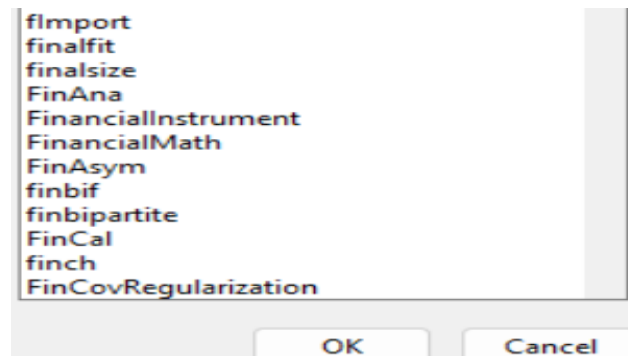 fImport
finalfit
finalsize
FinAna
FinancialInstrument
FinancialMath
FinAsym
finbif
finbipartite
FinCal
finch
FinCovRegularization
OK Cancel